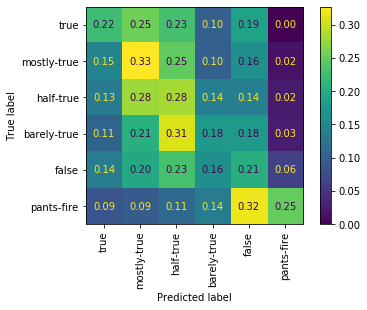 true 0.22 0.25 0.23 0.10 0.19 0.00
mostly-true 0.15 0.33 0.25 0.10 0.16 0.02
half-true 0.13 0.28 0.28 0.14 0.14 0.02
barely-true 0.11 0.21 0.31 0.18 0.18 0.03
false 0.14 0.20 0.23 0.16 0.21 0.06
pants-fire 0.09 0.09 0.11 0.14 0.32 0.25
True label
true mostly-true half-true barely-true false pants-fire
Predicted label
0.30
0.25
0.20
0.15
0.10
0.05
0.00